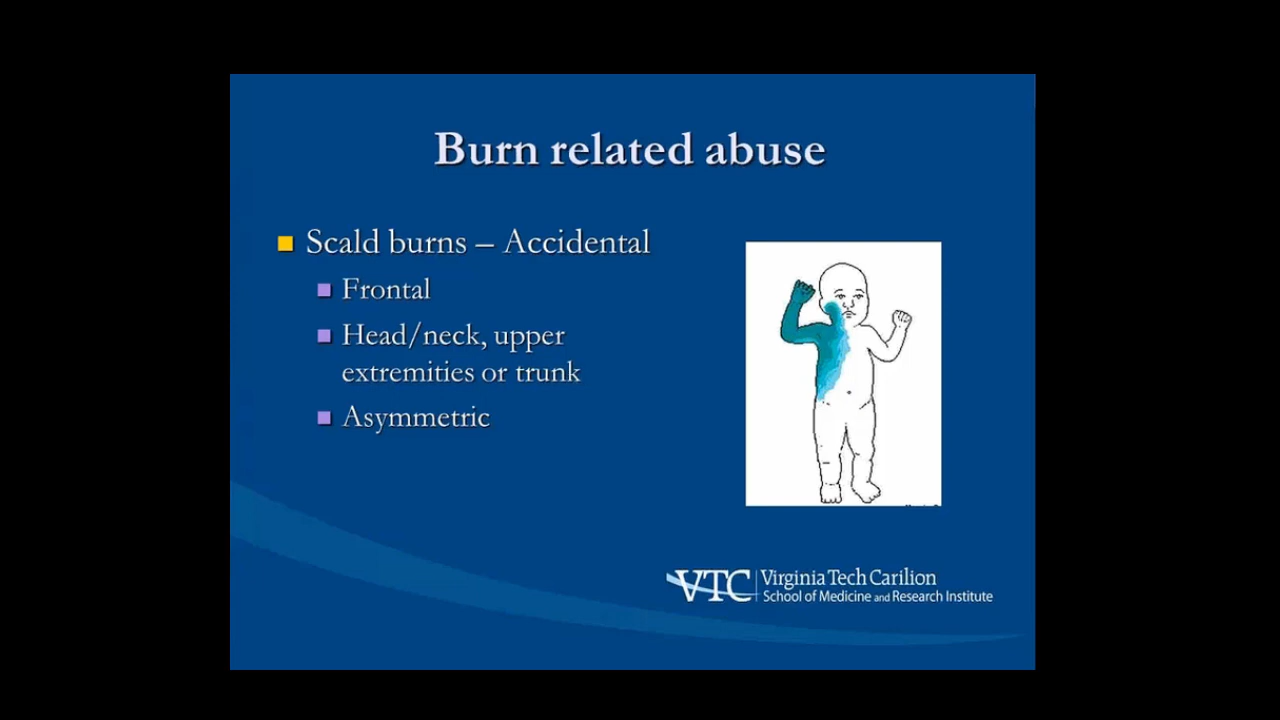 Burn related abuse
Scald burns – Accidental
Frontal
Head/neck, upper
extremities or trunk
Asymmetric
VTC
Virginia Tech Carilion
School of Medicine and Research Institute